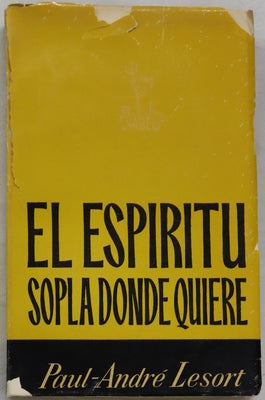 EL ESPIRITU
SOPLA DONDE QUIERE
Paul-André Lesort